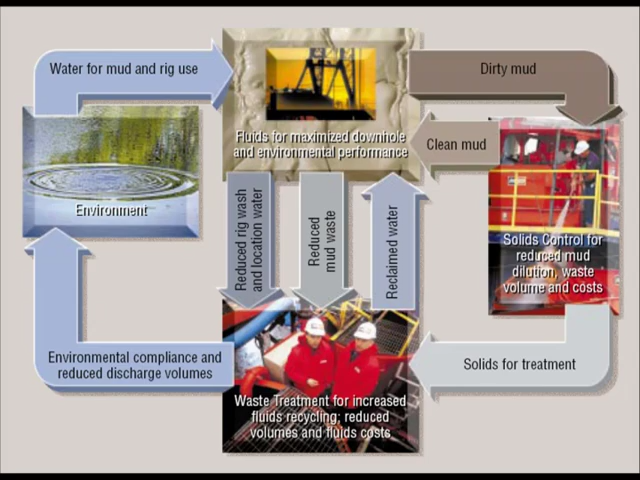 Water for mud and rig use
Dirty mud
Fluids for maximized downhole
and environmental performance
Clean mud
Environment
Reduced rig wash
and location water
Reduced
mud waste
Reclaimed water
Solids Control for
reduced mud
dilution, waste
volume and costs
Environmental compliance and
reduced discharge volumes
Solids for treatment
Waste Treatment for increased
fluids recycling; reduced
volumes and fluids costs